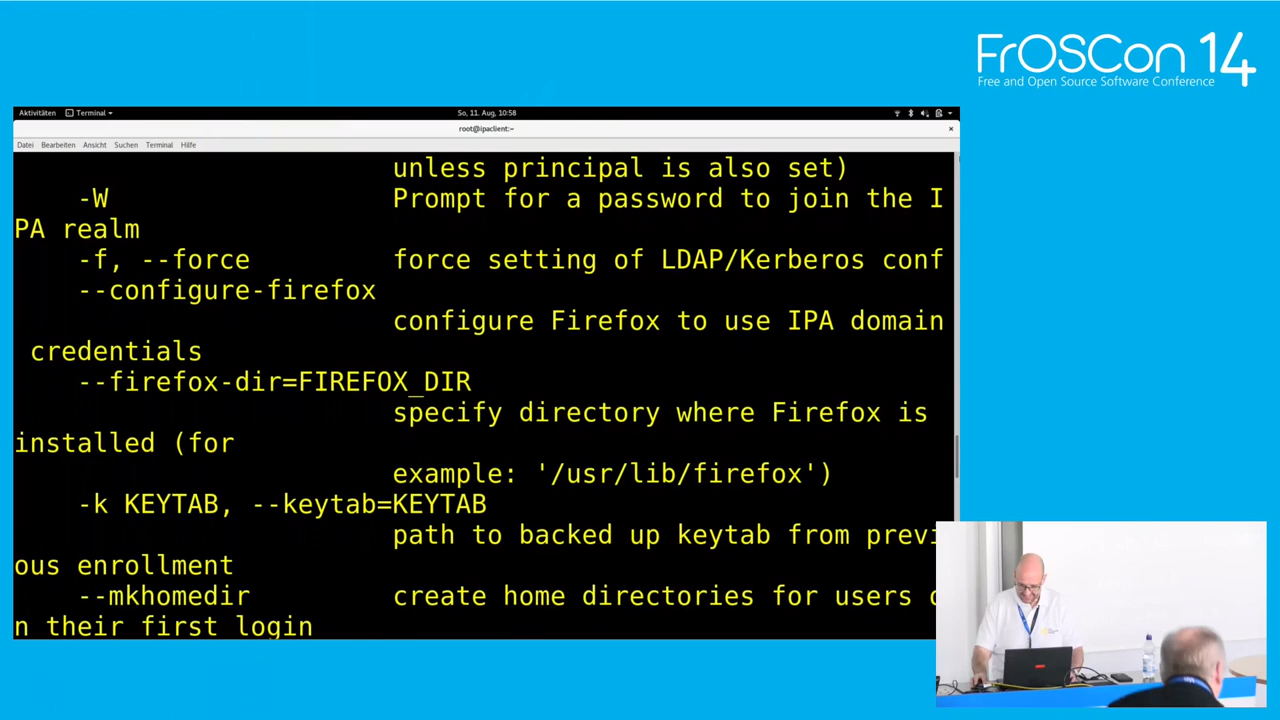 FrOSCon 14
Free and Open Source Software Conference
Aktivitäten Terminal So, 11. Aug, 10:58
root@ipaclient:~
Datei Bearbeiten Ansicht Suchen Terminal Hilfe
unless principal is also set)
-W Prompt for a password to join the I
PA realm
-f, --force force setting of LDAP/Kerberos conf
--configure-firefox
configure Firefox to use IPA domain
credentials
--firefox-dir=FIREFOX_DIR
specify directory where Firefox is
installed (for
example: '/usr/lib/firefox')
-k KEYTAB, --keytab=KEYTAB
path to backed up keytab from previ
ous enrollment
--mkhomedir create home directories for users o
n their first login